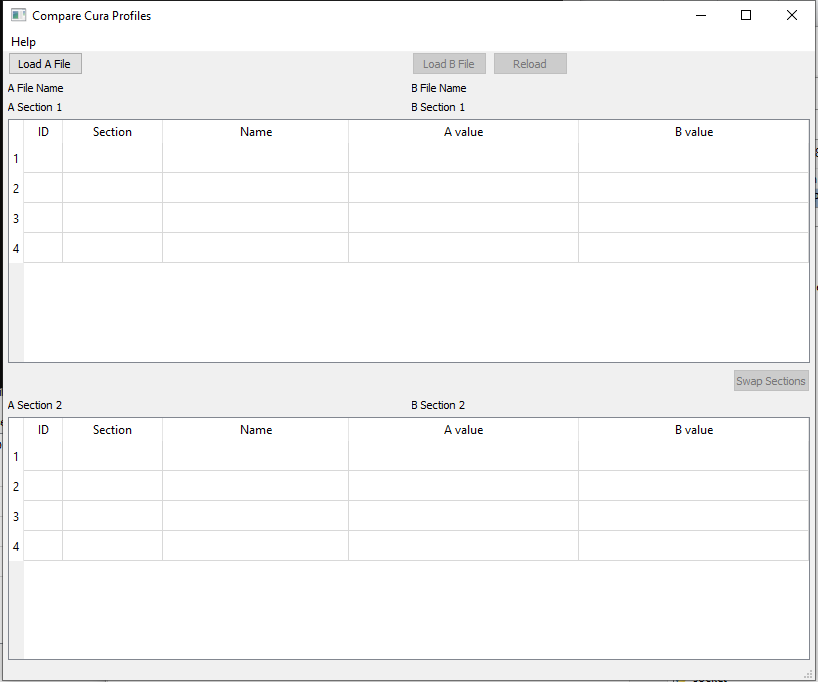 Compare Cura Profiles
Help
Load A File Load B File Reload
A File Name B File Name
A Section 1 B Section 1
ID Section Name A value B value
1
2
3
4
Swap Sections
A Section 2 B Section 2
ID Section Name A value B value
1
2
3
4